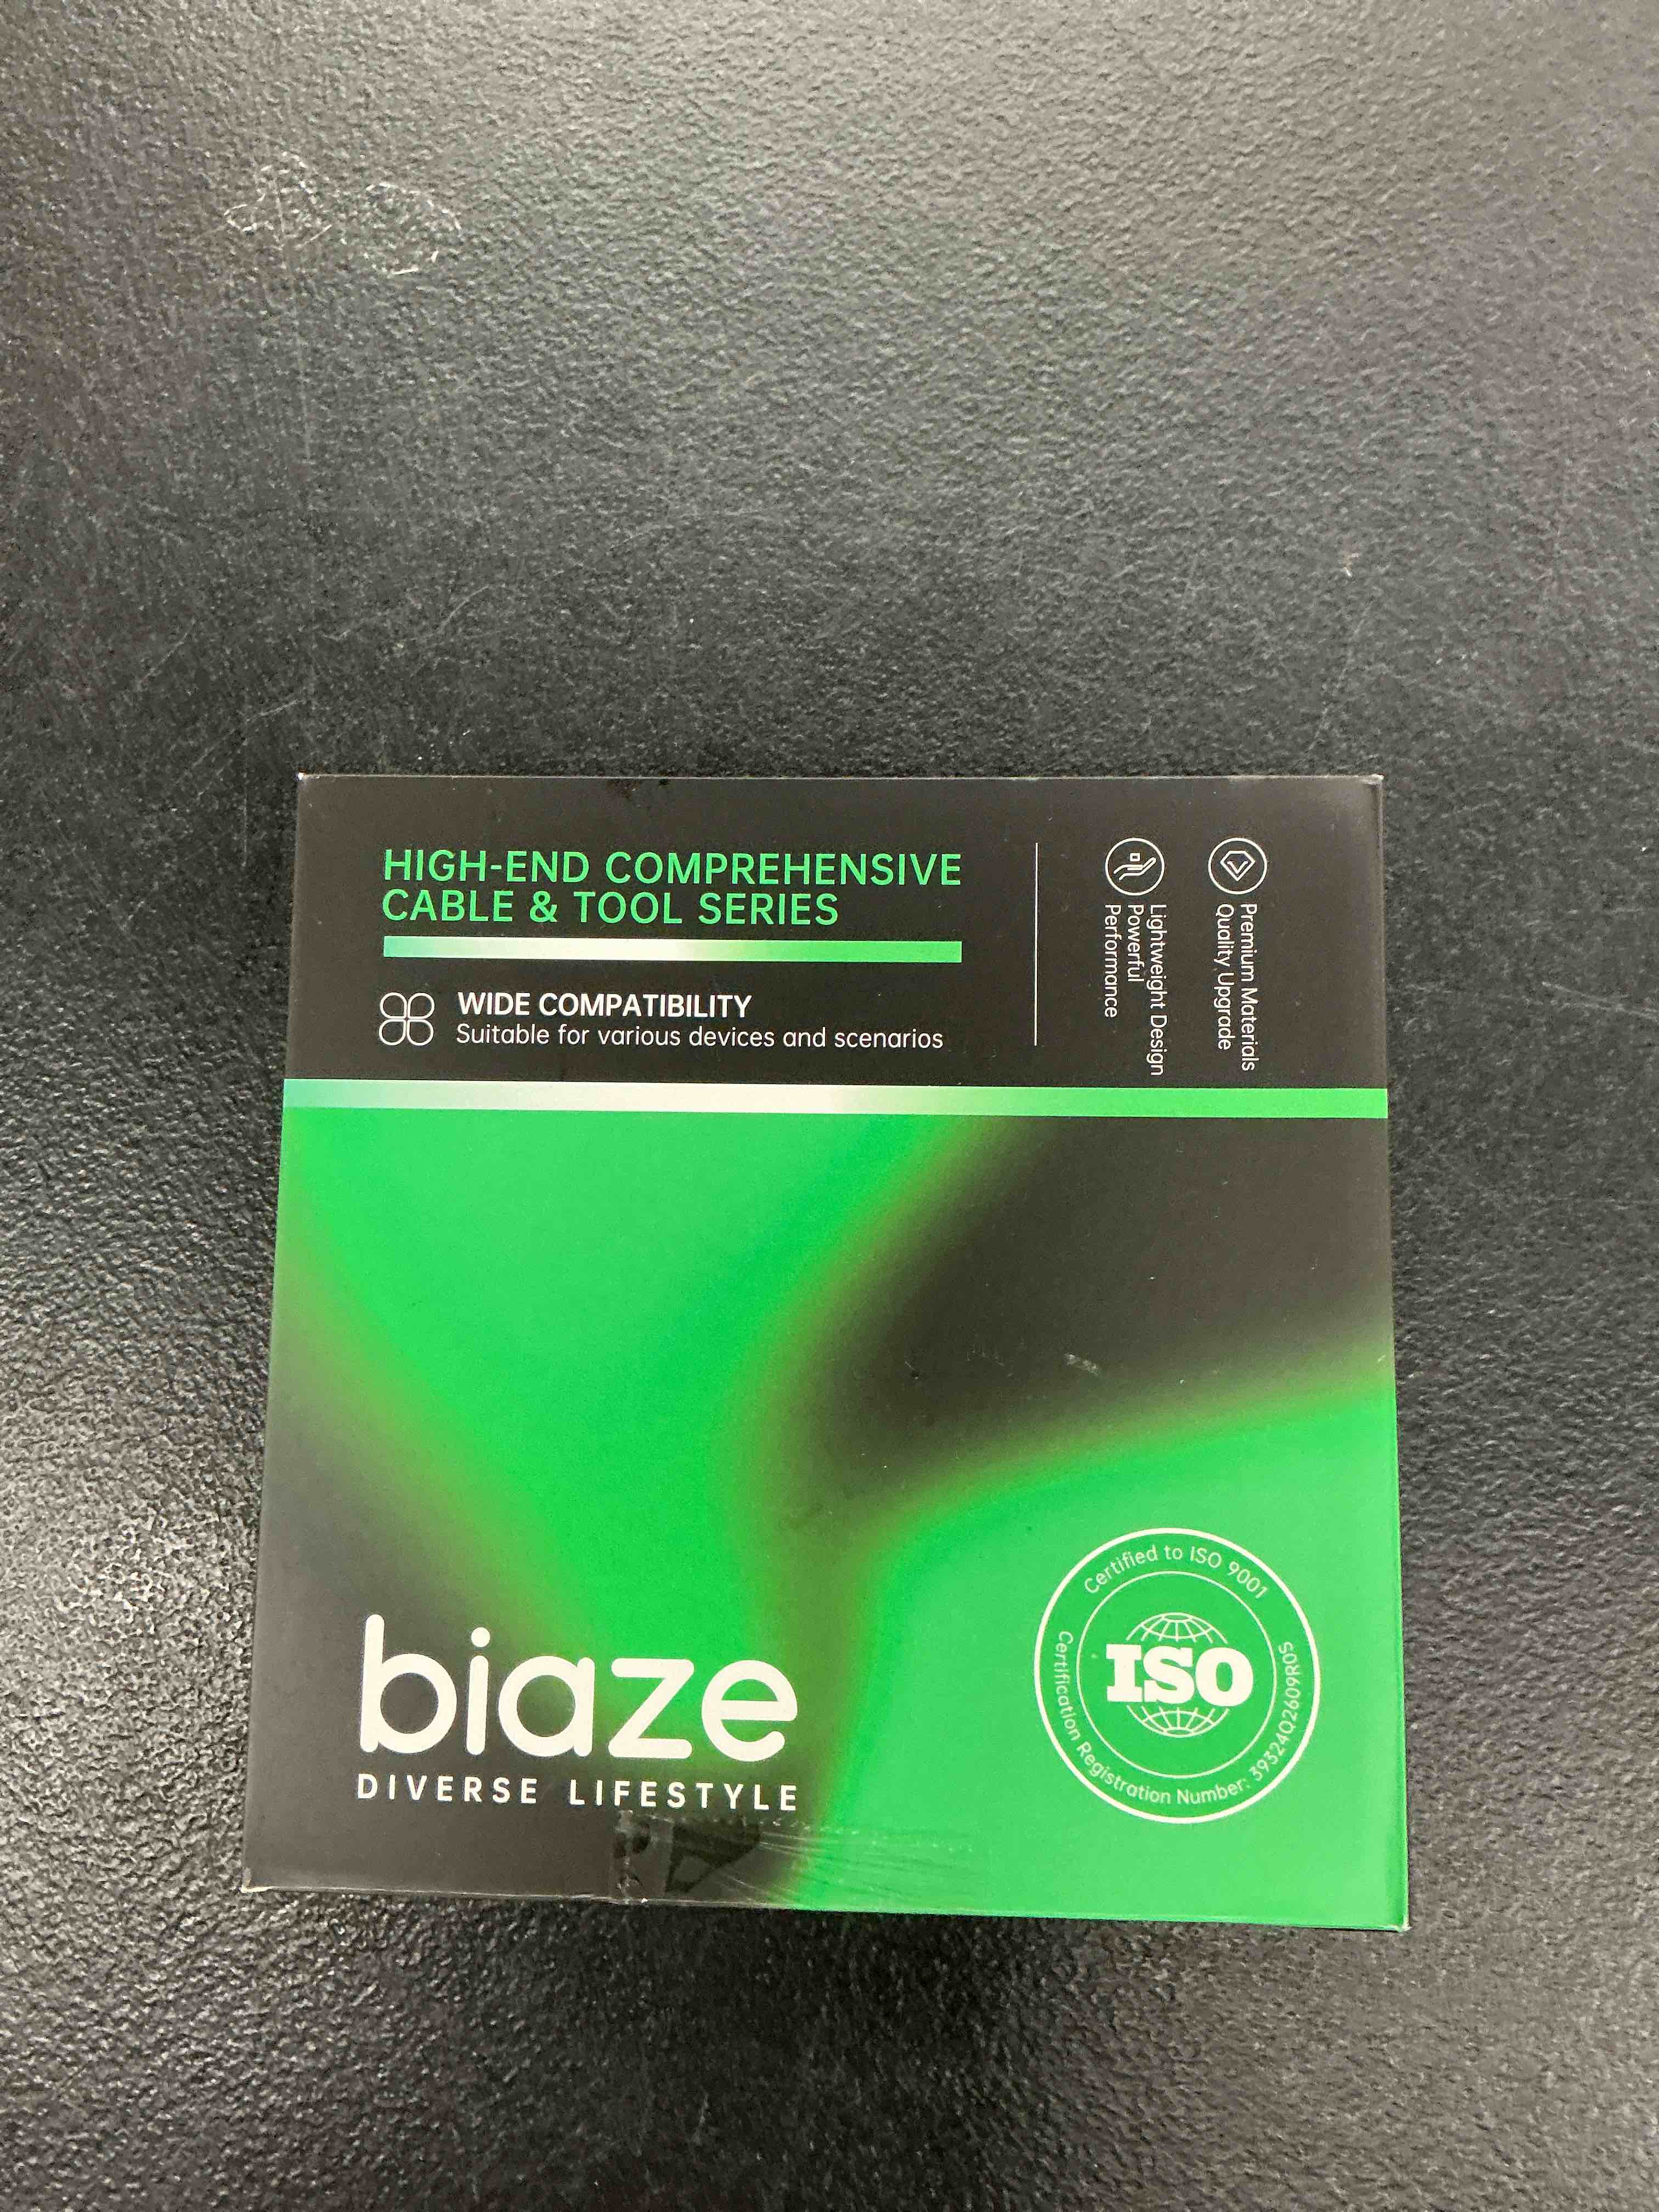 HIGH-END COMPREHENSIVE
CABLE & TOOL SERIES
WIDE COMPATIBILITY
Suitable for various devices and scenarios
Lightweight Design
Powerful
Performance
Premium Materials
Quality Upgrade
biaze
DIVERSE LIFESTYLE
Certified to ISO 9001
ISO
Certification Registration Number: 39324Q2609R05